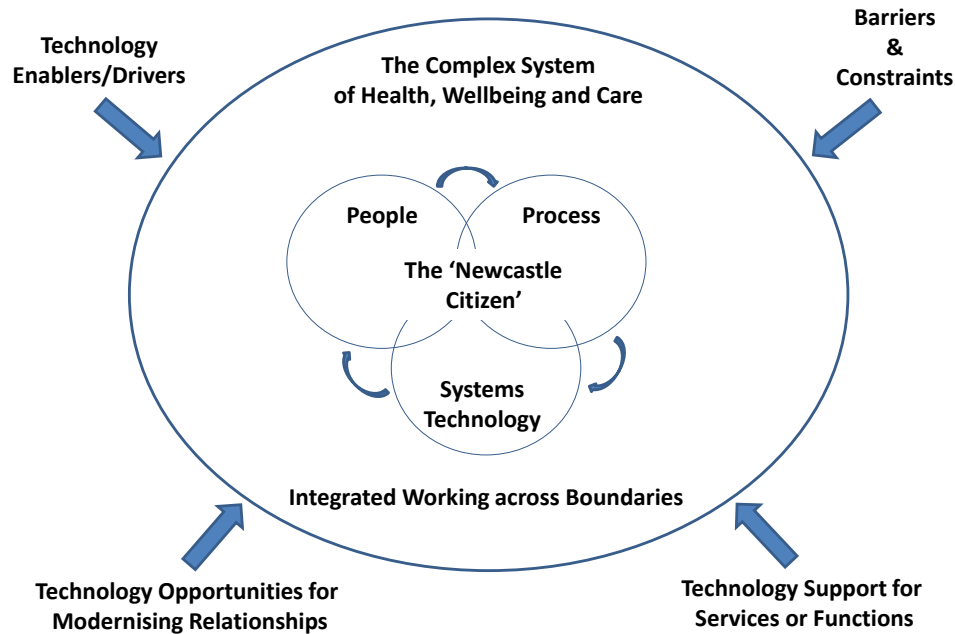 Technology
Enablers/Drivers
Barriers
&
Constraints
The Complex System
of Health, Wellbeing and Care
People
Process
The ‘Newcastle
Citizen’
Systems
Technology
Integrated Working across Boundaries
Technology Opportunities for
Modernising Relationships
Technology Support for
Services or Functions